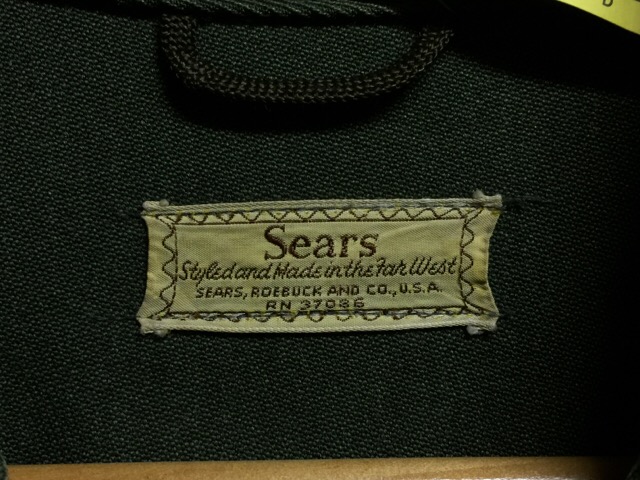 Sears
Styled and Made in the Far West
SEARS, ROEBUCK AND CO., U.S.A.
RN 37036